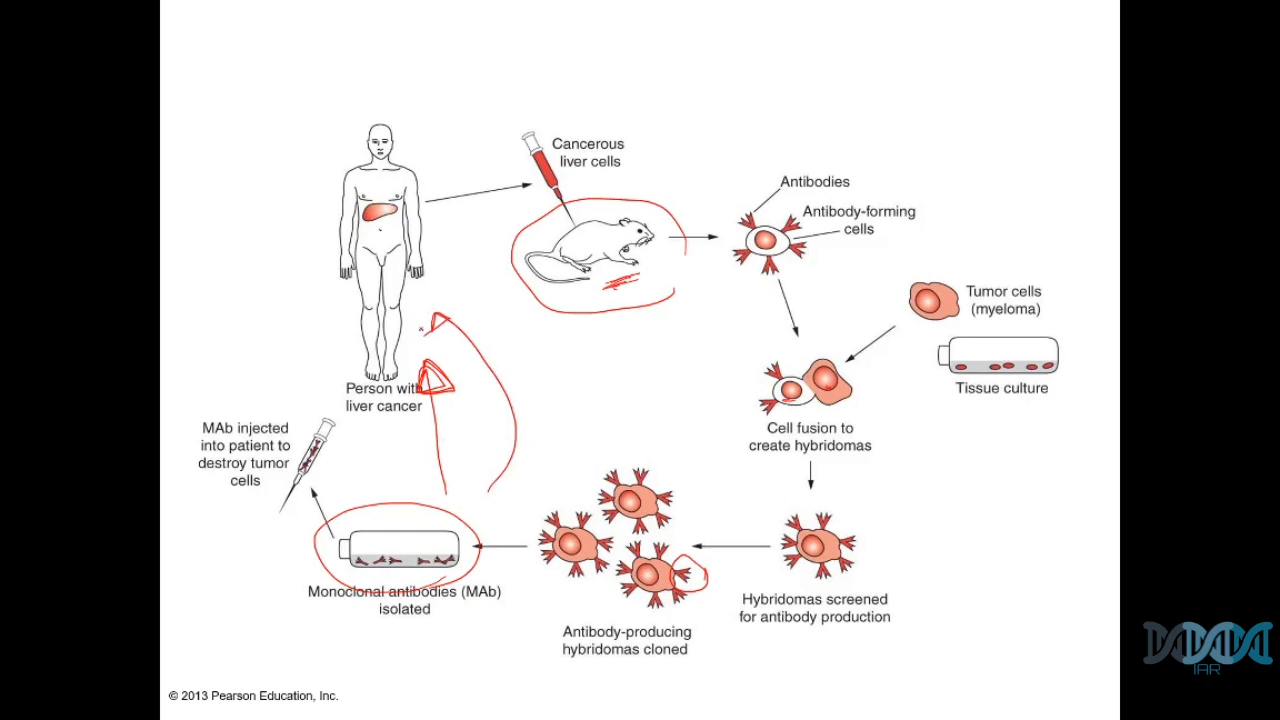 Cancerous
liver cells
Antibodies
Antibody-forming
cells
Tumor cells
(myeloma)
Tissue culture
Person with
liver cancer
MAb injected
into patient to
destroy tumor
cells
Cell fusion to
create hybridomas
Monoclonal antibodies (MAb)
isolated
Hybridomas screened
for antibody production
Antibody-producing
hybridomas cloned
IAR
© 2013 Pearson Education, Inc.